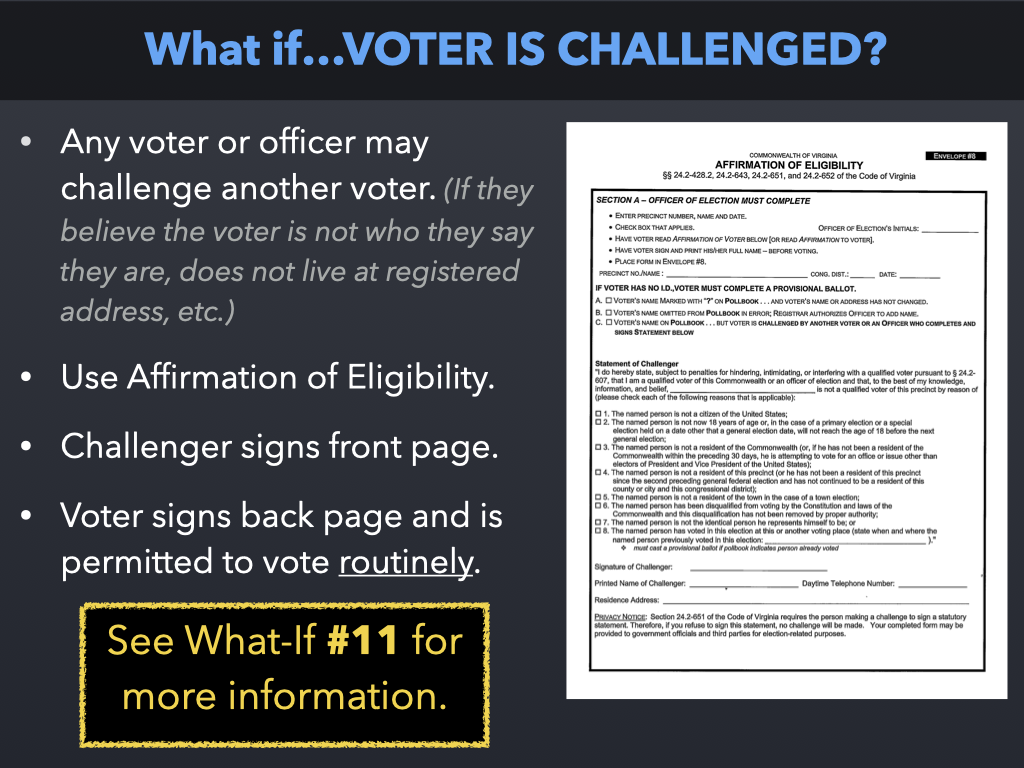 What if...VOTER IS CHALLENGED?
• Any voter or officer may
challenge another voter. (If they
believe the voter is not who they say
they are, does not live at registered
address, etc.)
• Use Affirmation of Eligibility.
• Challenger signs front page.
• Voter signs back page and is
permitted to vote routinely.
See What-If #11 for
more information.
COMMONWEALTH OF VIRGINIA
ENVELOPE #8
AFFIRMATION OF ELIGIBILITY
§§ 24.2-428.2, 24.2-643, 24.2-651, and 24.2-652 of the Code of Virginia
SECTION A – OFFICER OF ELECTION MUST COMPLETE
• ENTER PRECINCT NUMBER, NAME AND DATE.
• CHECK BOX THAT APPLIES. OFFICER OF ELECTION'S INITIALS: ________
• HAVE VOTER READ AFFIRMATION OF VOTER BELOW [OR READ AFFIRMATION TO VOTER].
• HAVE VOTER SIGN AND PRINT HIS/HER FULL NAME – BEFORE VOTING.
• PLACE FORM IN ENVELOPE #8.
PRECINCT NO./NAME: ________ CONG. DIST.: ____ DATE: ________
IF VOTER HAS NO I.D., VOTER MUST COMPLETE A PROVISIONAL BALLOT.
A. ☐ VOTER'S NAME MARKED WITH "?" ON POLLBOOK . . . AND VOTER'S NAME OR ADDRESS HAS NOT CHANGED.
B. ☐ VOTER'S NAME OMITTED FROM POLLBOOK IN ERROR; REGISTRAR AUTHORIZES OFFICER TO ADD NAME.
C. ☐ VOTER'S NAME ON POLLBOOK . . . BUT VOTER IS CHALLENGED BY ANOTHER VOTER OR AN OFFICER WHO COMPLETES AND
SIGNS STATEMENT BELOW
Statement of Challenger
"I do hereby state, subject to penalties for hindering, intimidating, or interfering with a qualified voter pursuant to § 24.2-
607, that I am a qualified voter of this Commonwealth or an officer of election and that, to the best of my knowledge,
information, and belief, ________ is not a qualified voter of this precinct by reason of
(please check each of the following reasons that is applicable):
☐ 1. The named person is not a citizen of the United States;
☐ 2. The named person is not now 18 years of age or, in the case of a primary election or a special
election held on a date other that a general election date, will not reach the age of 18 before the next
general election;
☐ 3. The named person is not a resident of the Commonwealth (or, if he has not been a resident of the
Commonwealth within the preceding 30 days, he is attempting to vote for an office or issue other than
electors of President and Vice President of the United States);
☐ 4. The named person is not a resident of this precinct (or he has not been a resident of this precinct
since the second preceding general federal election and has not continued to be a resident of this
county or city and this congressional district);
☐ 5. The named person is not a resident of the town in the case of a town election;
☐ 6. The named person has been disqualified from voting by the Constitution and laws of the
Commonwealth and this disqualification has not been removed by proper authority;
☐ 7. The named person is not the identical person he represents himself to be; or
☐ 8. The named person has voted in this election at this or another voting place (state when and where the
named person previously voted in this election: ________ )."
❖ must cast a provisional ballot if pollbook indicates person already voted
Signature of Challenger: ________
Printed Name of Challenger: ________ Daytime Telephone Number: ________
Residence Address: ________
PRIVACY NOTICE: Section 24.2-651 of the Code of Virginia requires the person making a challenge to sign a statutory
statement. Therefore, if you refuse to sign this statement, no challenge will be made. Your completed form may be
provided to government officials and third parties for election-related purposes.